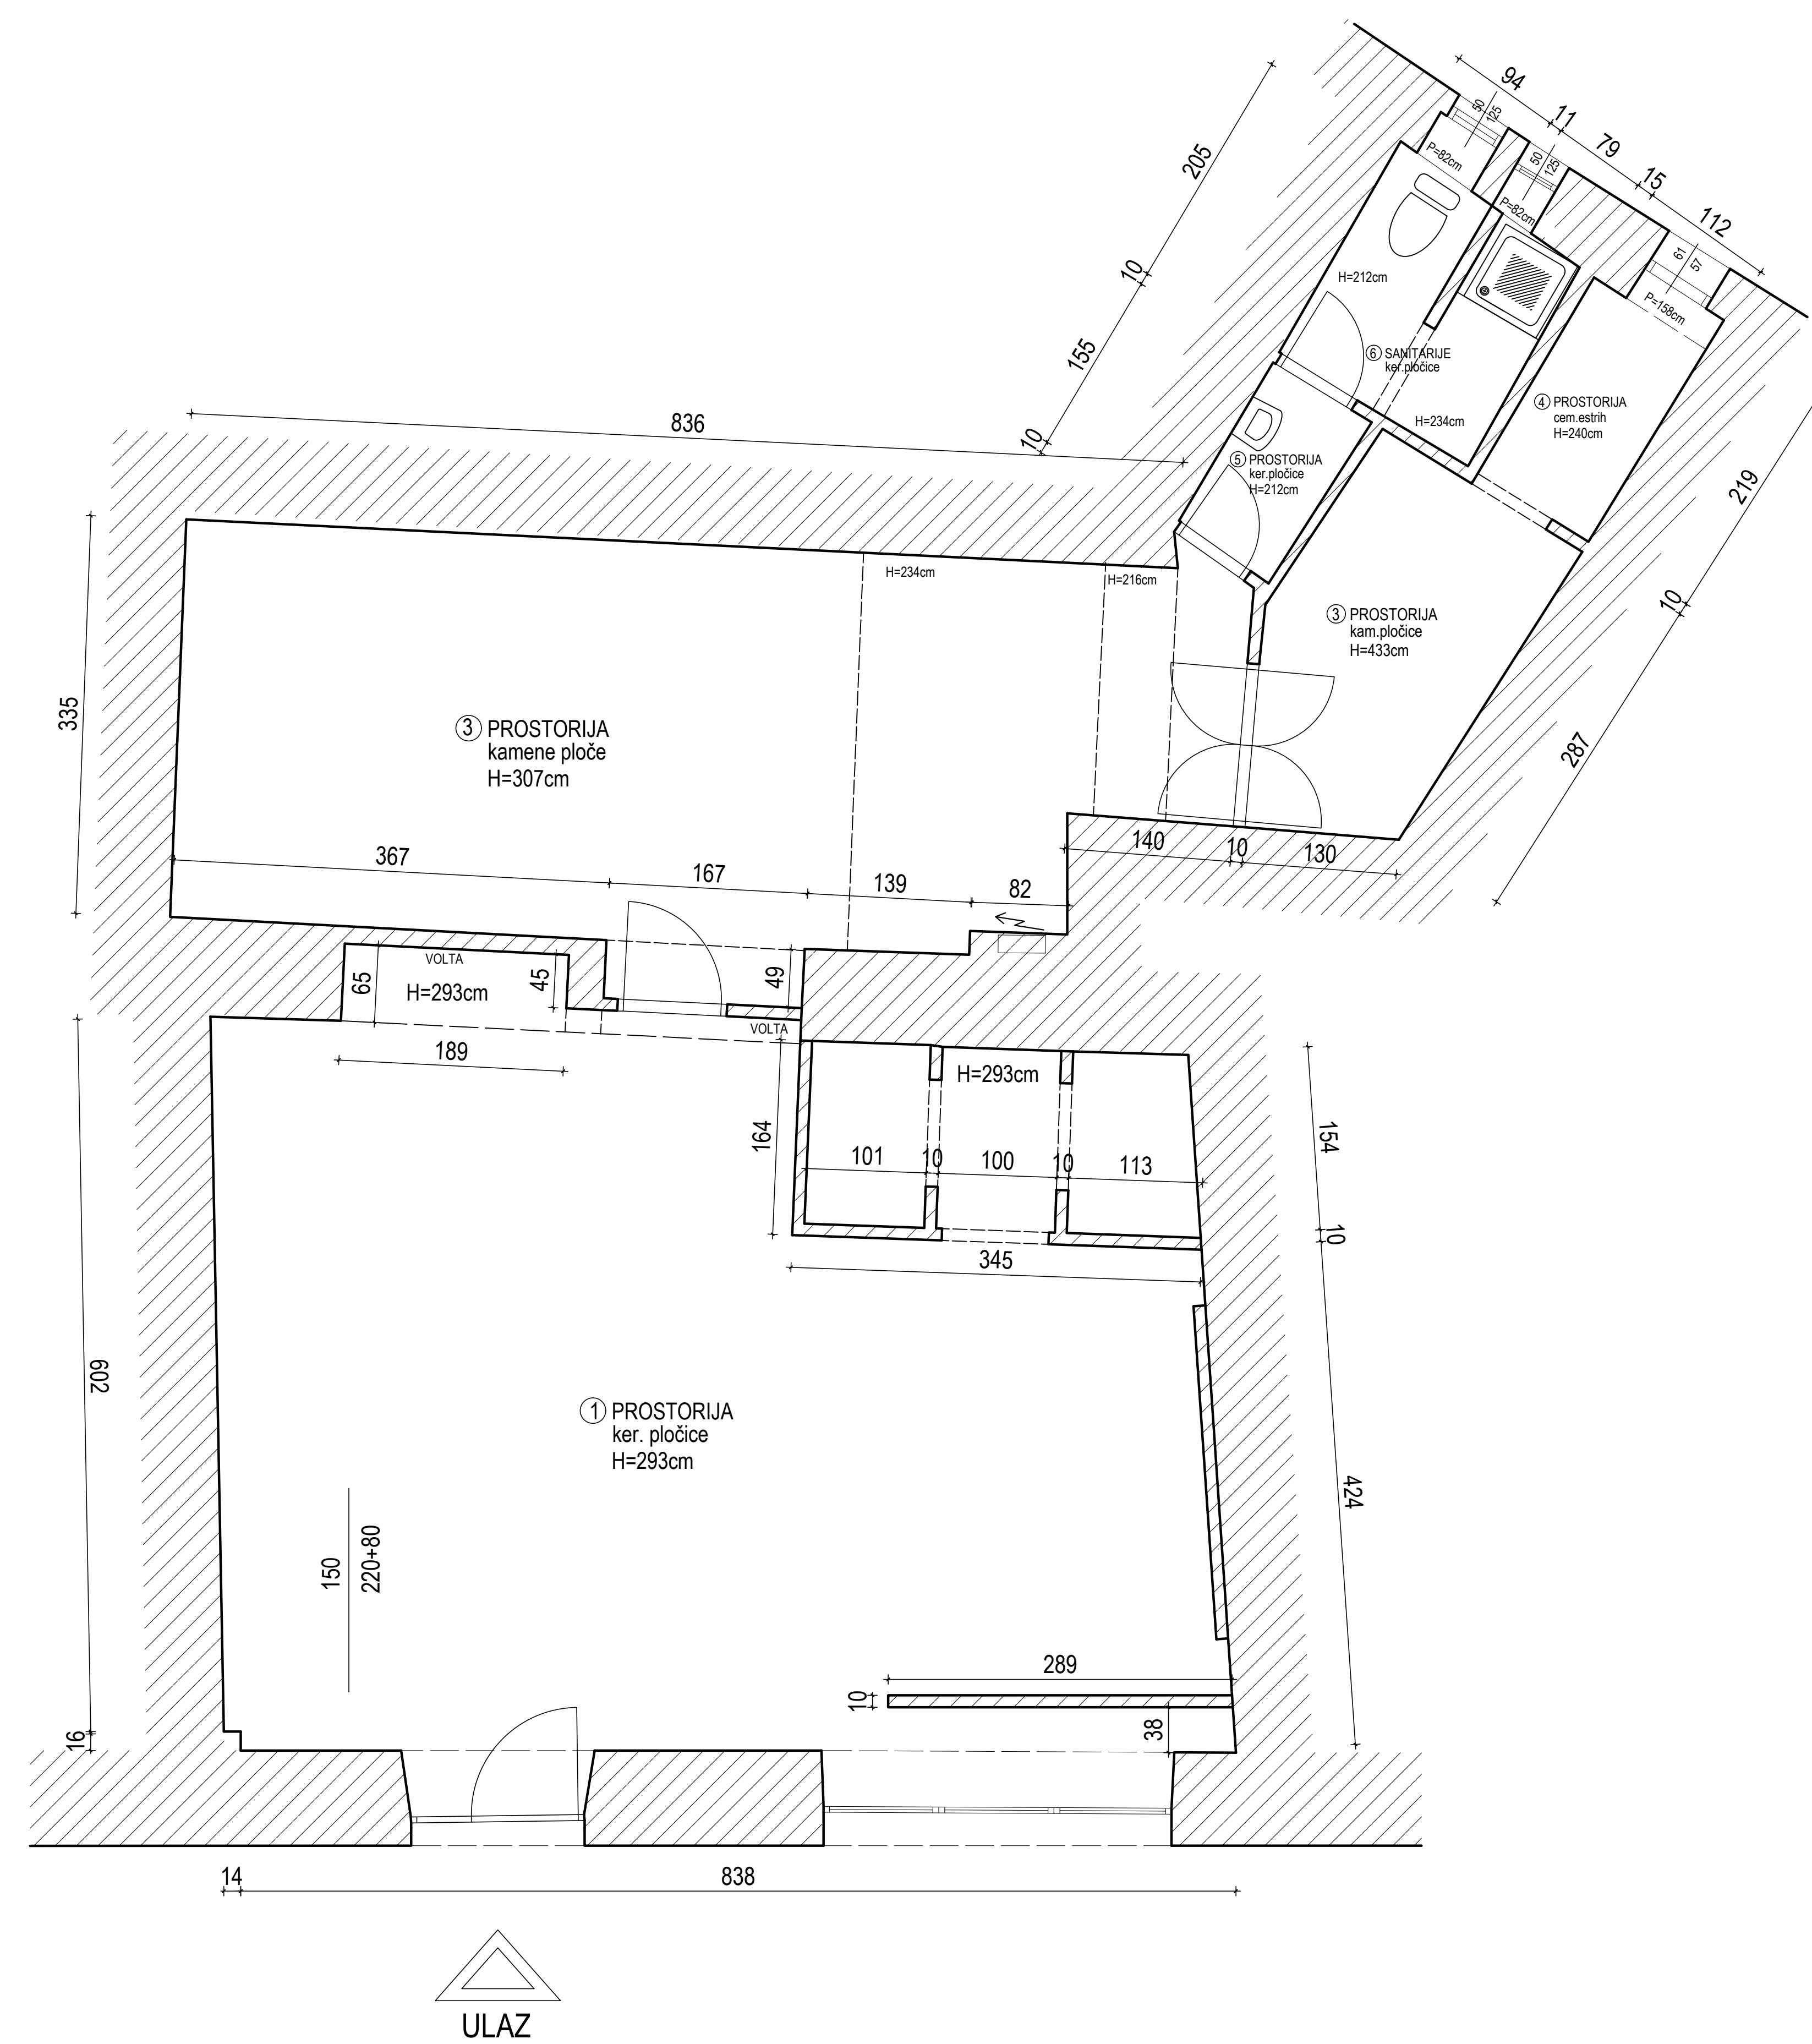 94
11
79
15
112
50
125
50
125
61
57
P=82cm
P=82cm
P=158cm
205
10
155
10
H=212cm
⑥ SANITARIJE
ker.pločice
H=234cm
④ PROSTORIJA
cem.estrih
H=240cm
⑤ PROSTORIJA
ker.pločice
H=212cm
219
10
287
836
H=234cm
H=216cm
③ PROSTORIJA
kam.pločice
H=433cm
335
③ PROSTORIJA
kamene ploče
H=307cm
367
167
139
82
140
10
130
VOLTA
65
H=293cm
45
49
VOLTA
189
H=293cm
164
101
10
100
10
113
154
10
345
602
① PROSTORIJA
ker. pločice
H=293cm
424
150
220+80
289
10
38
16
14
838
ULAZ